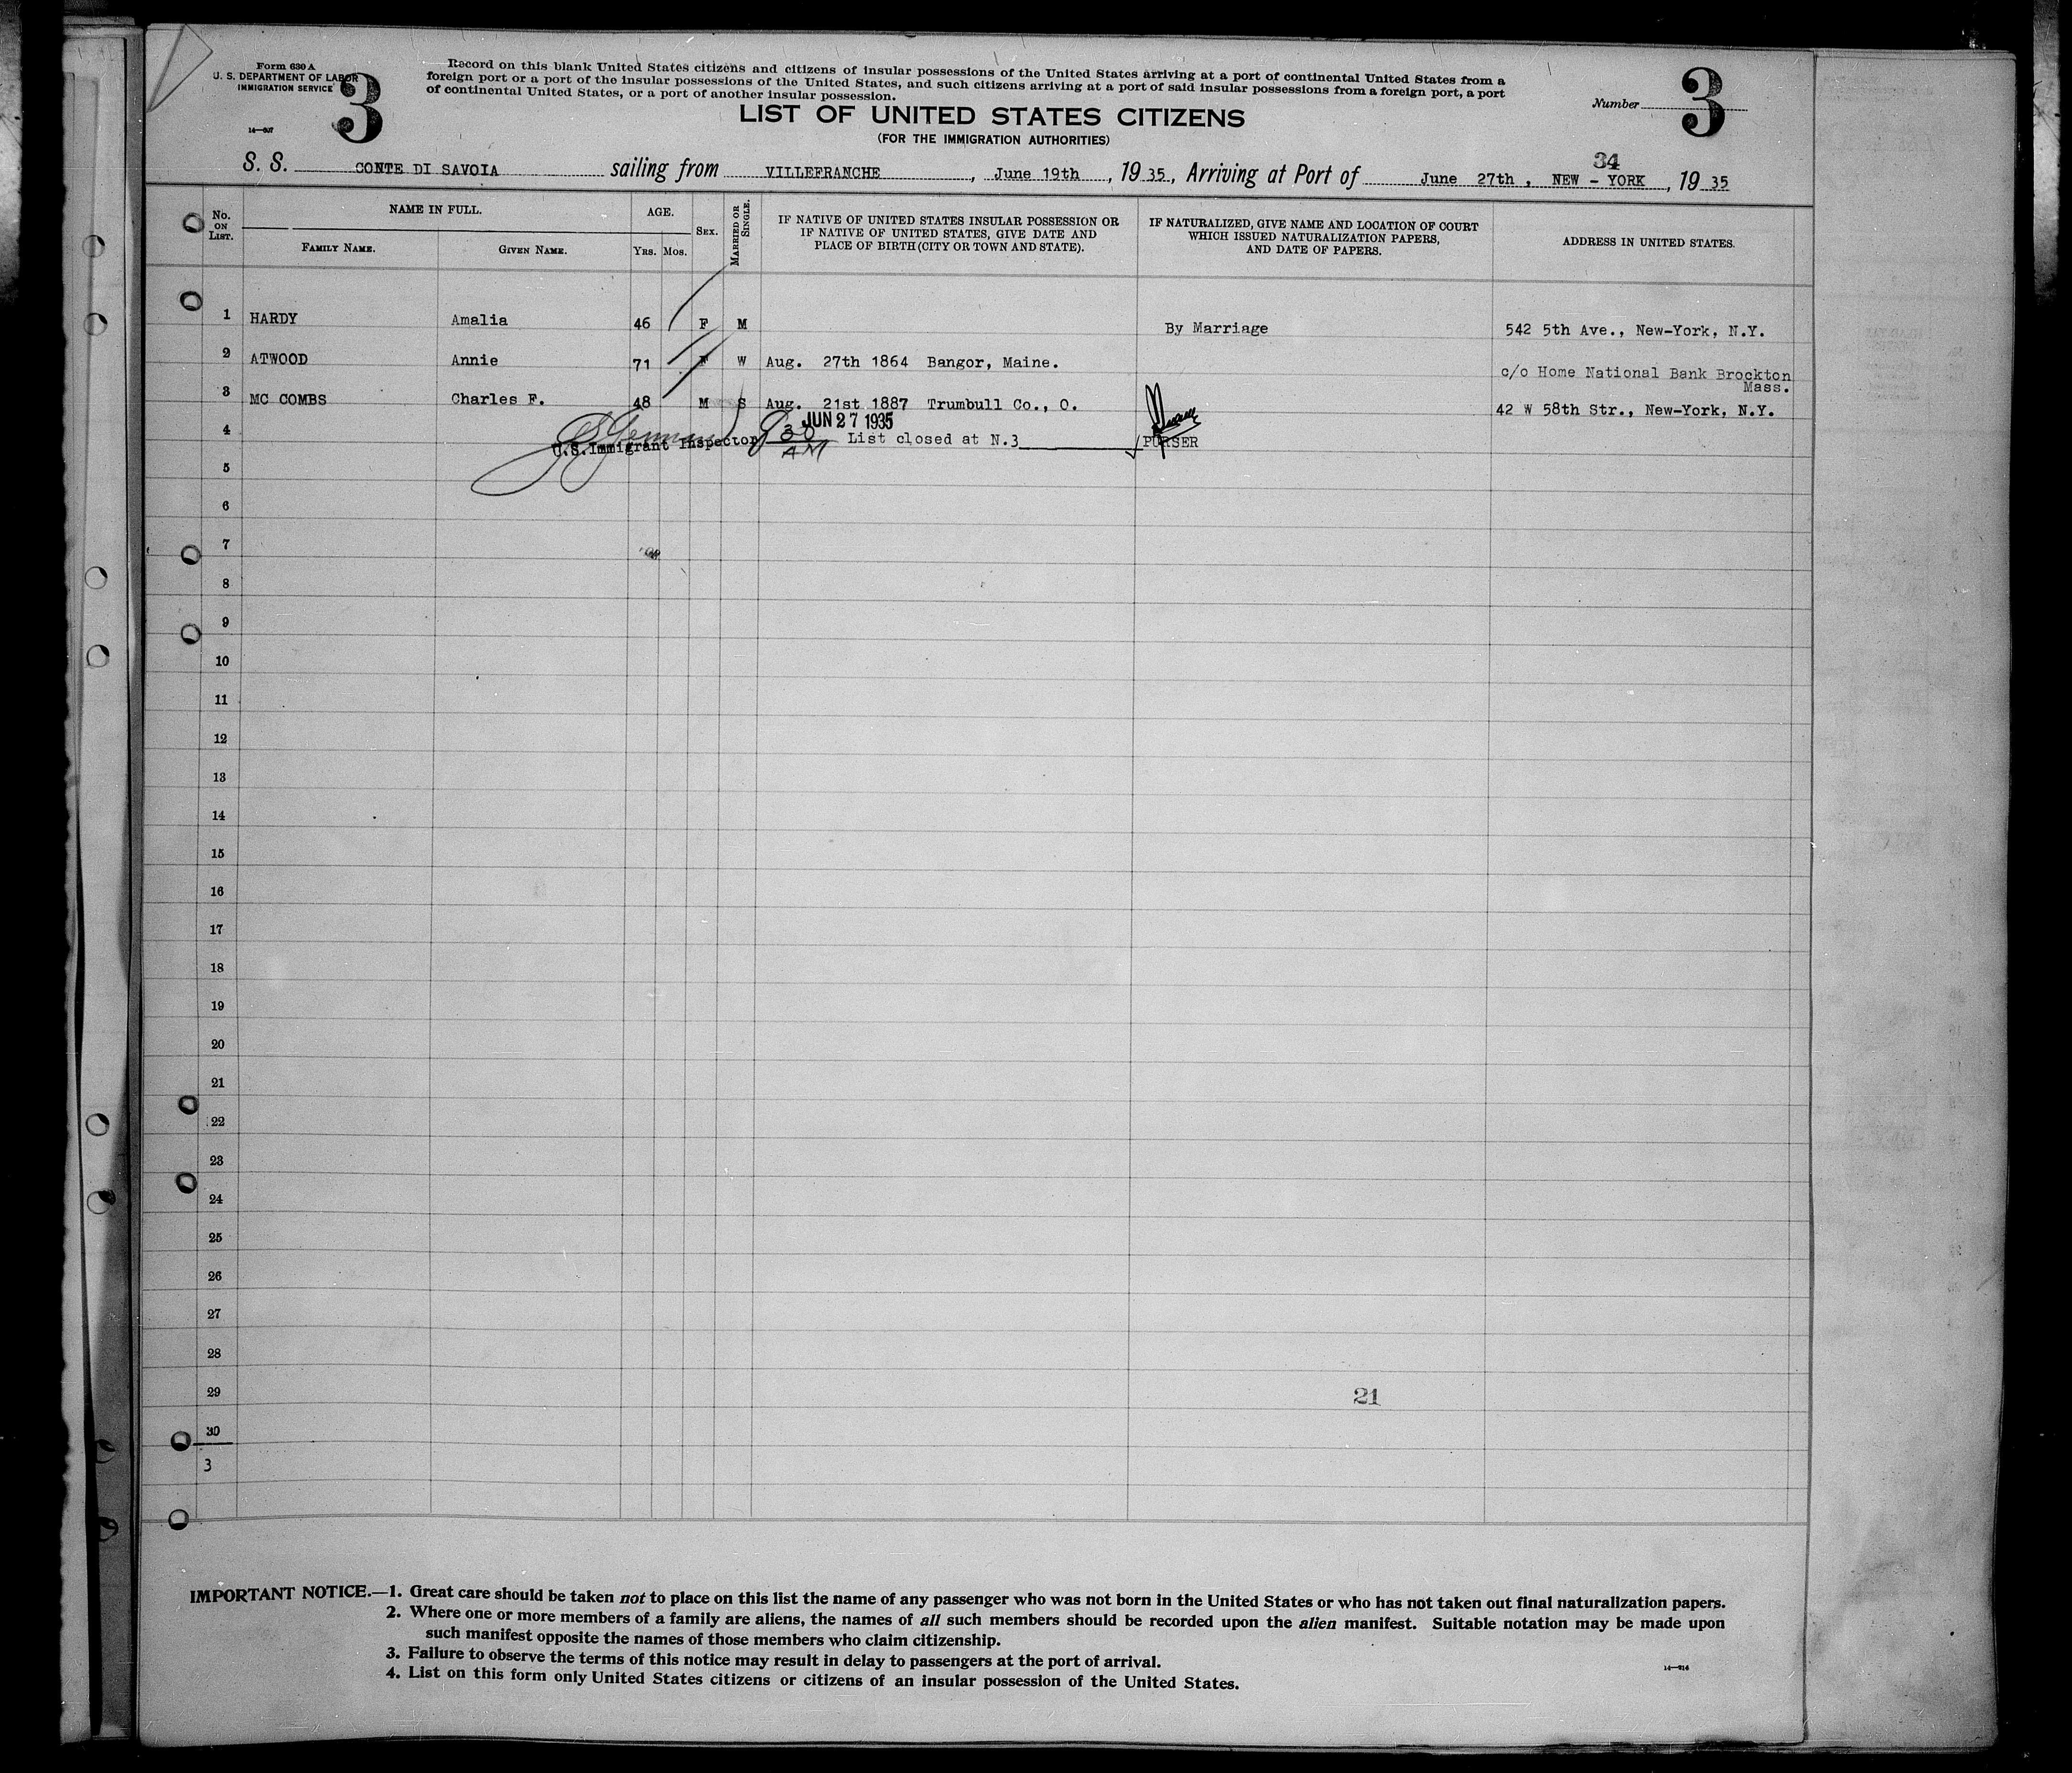 Form 630 A
U. S. DEPARTMENT OF LABOR
IMMIGRATION SERVICE
3
Record on this blank United States citizens and citizens of insular possessions of the United States arriving at a port of continental United States from a
foreign port or a port of the insular possessions of the United States, and such citizens arriving at a port of said insular possessions from a foreign port, a port
of continental United States, or a port of another insular possession.
Number 3
LIST OF UNITED STATES CITIZENS
(FOR THE IMMIGRATION AUTHORITIES)
34
S. S. CONTE DI SAVOIA sailing from VILLEFRANCHE , June 19th , 19 35, Arriving at Port of June 27th , NEW - YORK , 19 35
No. ON LIST. NAME IN FULL. AGE. SEX. MARRIED OR SINGLE. IF NATIVE OF UNITED STATES INSULAR POSSESSION OR IF NATIVE OF UNITED STATES, GIVE DATE AND PLACE OF BIRTH (CITY OR TOWN AND STATE). IF NATURALIZED, GIVE NAME AND LOCATION OF COURT WHICH ISSUED NATURALIZATION PAPERS, AND DATE OF PAPERS. ADDRESS IN UNITED STATES.
FAMILY NAME. GIVEN NAME. YRS. MOS.
1 HARDY Amalia 46 F M By Marriage 542 5th Ave., New-York, N.Y.
2 ATWOOD Annie 71 F W Aug. 27th 1864 Bangor, Maine. c/o Home National Bank Brockton
Mass.
3 MC COMBS Charles F. 48 M S Aug. 21st 1887 Trumbull Co., O. 42 W 58th Str., New-York, N.Y.
JUN 27 1935
4 U.S.Immigrant Inspector 9 30 AM List closed at N.3 PURSER
5
6
7
8
9
10
11
12
13
14
15
16
17
18
19
20
21
22
23
24
25
26
27
28
29 21
30
3
IMPORTANT NOTICE.—1. Great care should be taken not to place on this list the name of any passenger who was not born in the United States or who has not taken out final naturalization papers.
2. Where one or more members of a family are aliens, the names of all such members should be recorded upon the alien manifest. Suitable notation may be made upon
such manifest opposite the names of those members who claim citizenship.
3. Failure to observe the terms of this notice may result in delay to passengers at the port of arrival.
4. List on this form only United States citizens or citizens of an insular possession of the United States.